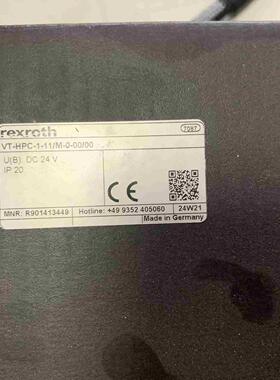 rexroth
7087
VT-HPC-1-11/M-0-00/00
U(B): DC 24 V
IP 20
CE
MNR: R901413449
Hotline: +49 9352 405060
24W21
Made in Germany